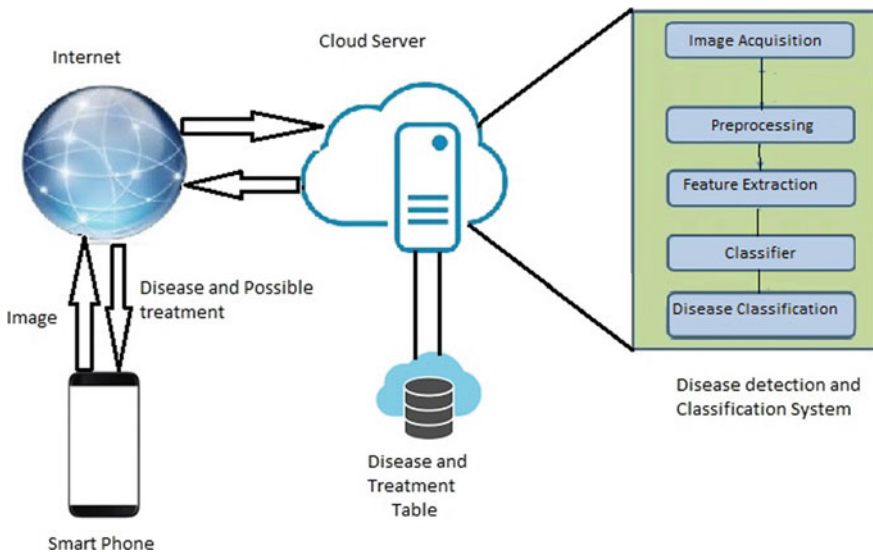 Cloud Server
Internet
Image Acquisition
Preprocessing
Feature Extraction
Classifier
Disease Classification
Disease and Possible
treatment
Image
Disease detection and
Classification System
Disease and
Treatment
Table
Smart Phone